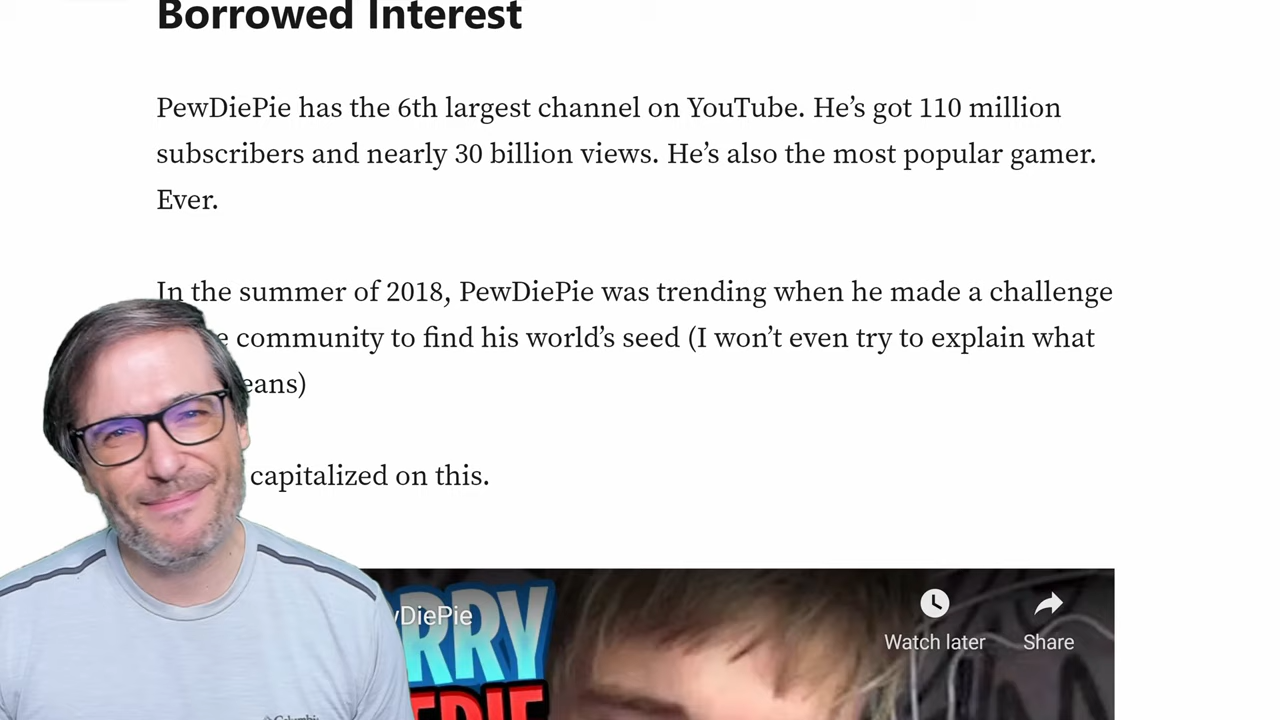 Borrowed Interest
PewDiePie has the 6th largest channel on YouTube. He’s got 110 million
subscribers and nearly 30 billion views. He’s also the most popular gamer.
Ever.
In the summer of 2018, PewDiePie was trending when he made a challenge
community to find his world’s seed (I won’t even try to explain what
capitalized on this.
Watch later
Share
Columbia